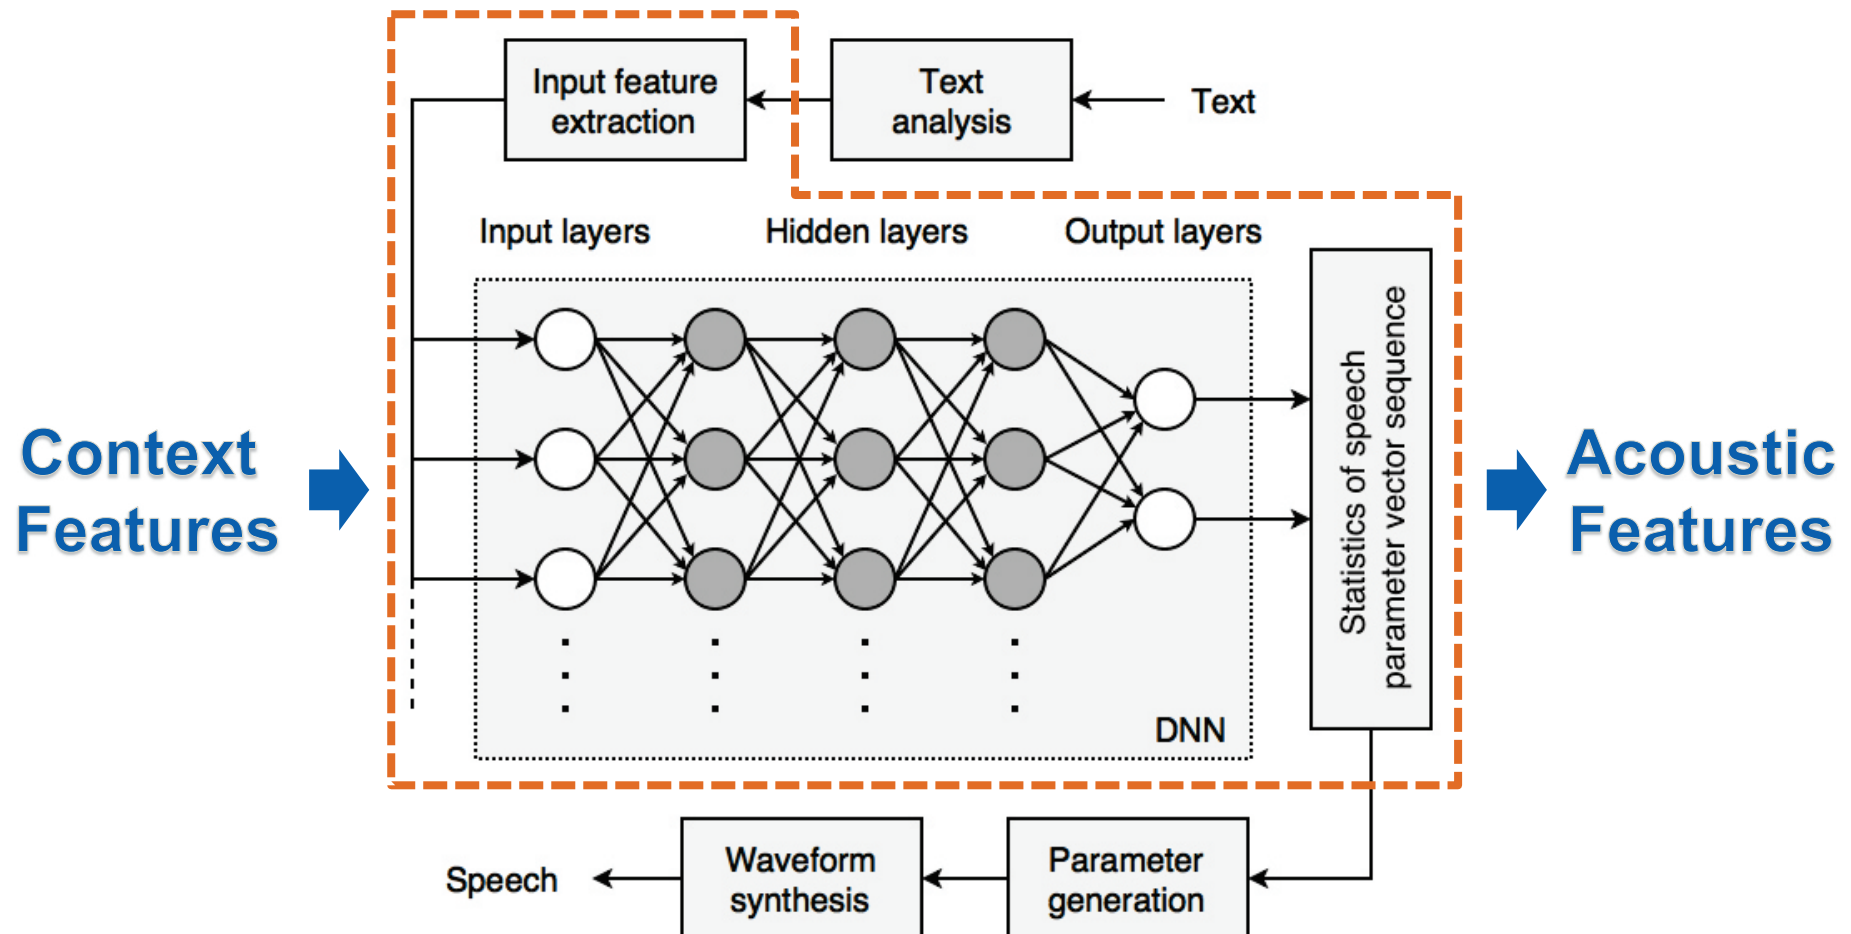 Input feature
extraction
Text
analysis
Text
Input layers
Hidden layers
Output layers
Context
Features
Statistics of speech
parameter vector sequence
Acoustic
Features
DNN
Speech
Waveform
synthesis
Parameter
generation